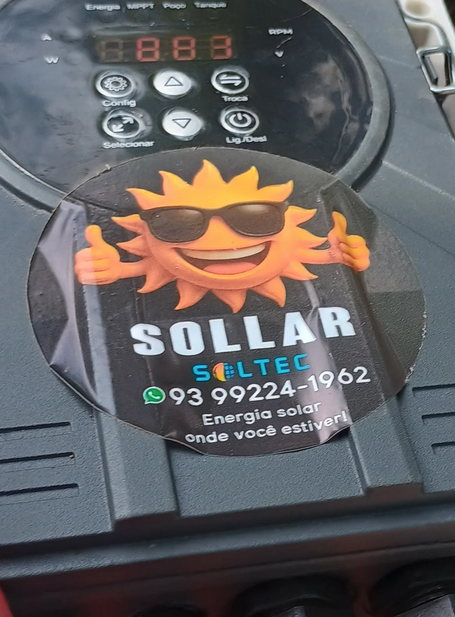 Energia MPPT Poço Tanque
A
RPM
W
V
Config
Troca
Selecionar
Lig./Desl
SOLLAR
SOLTEC
93 99224-1962
Energia solar
onde você estiver!